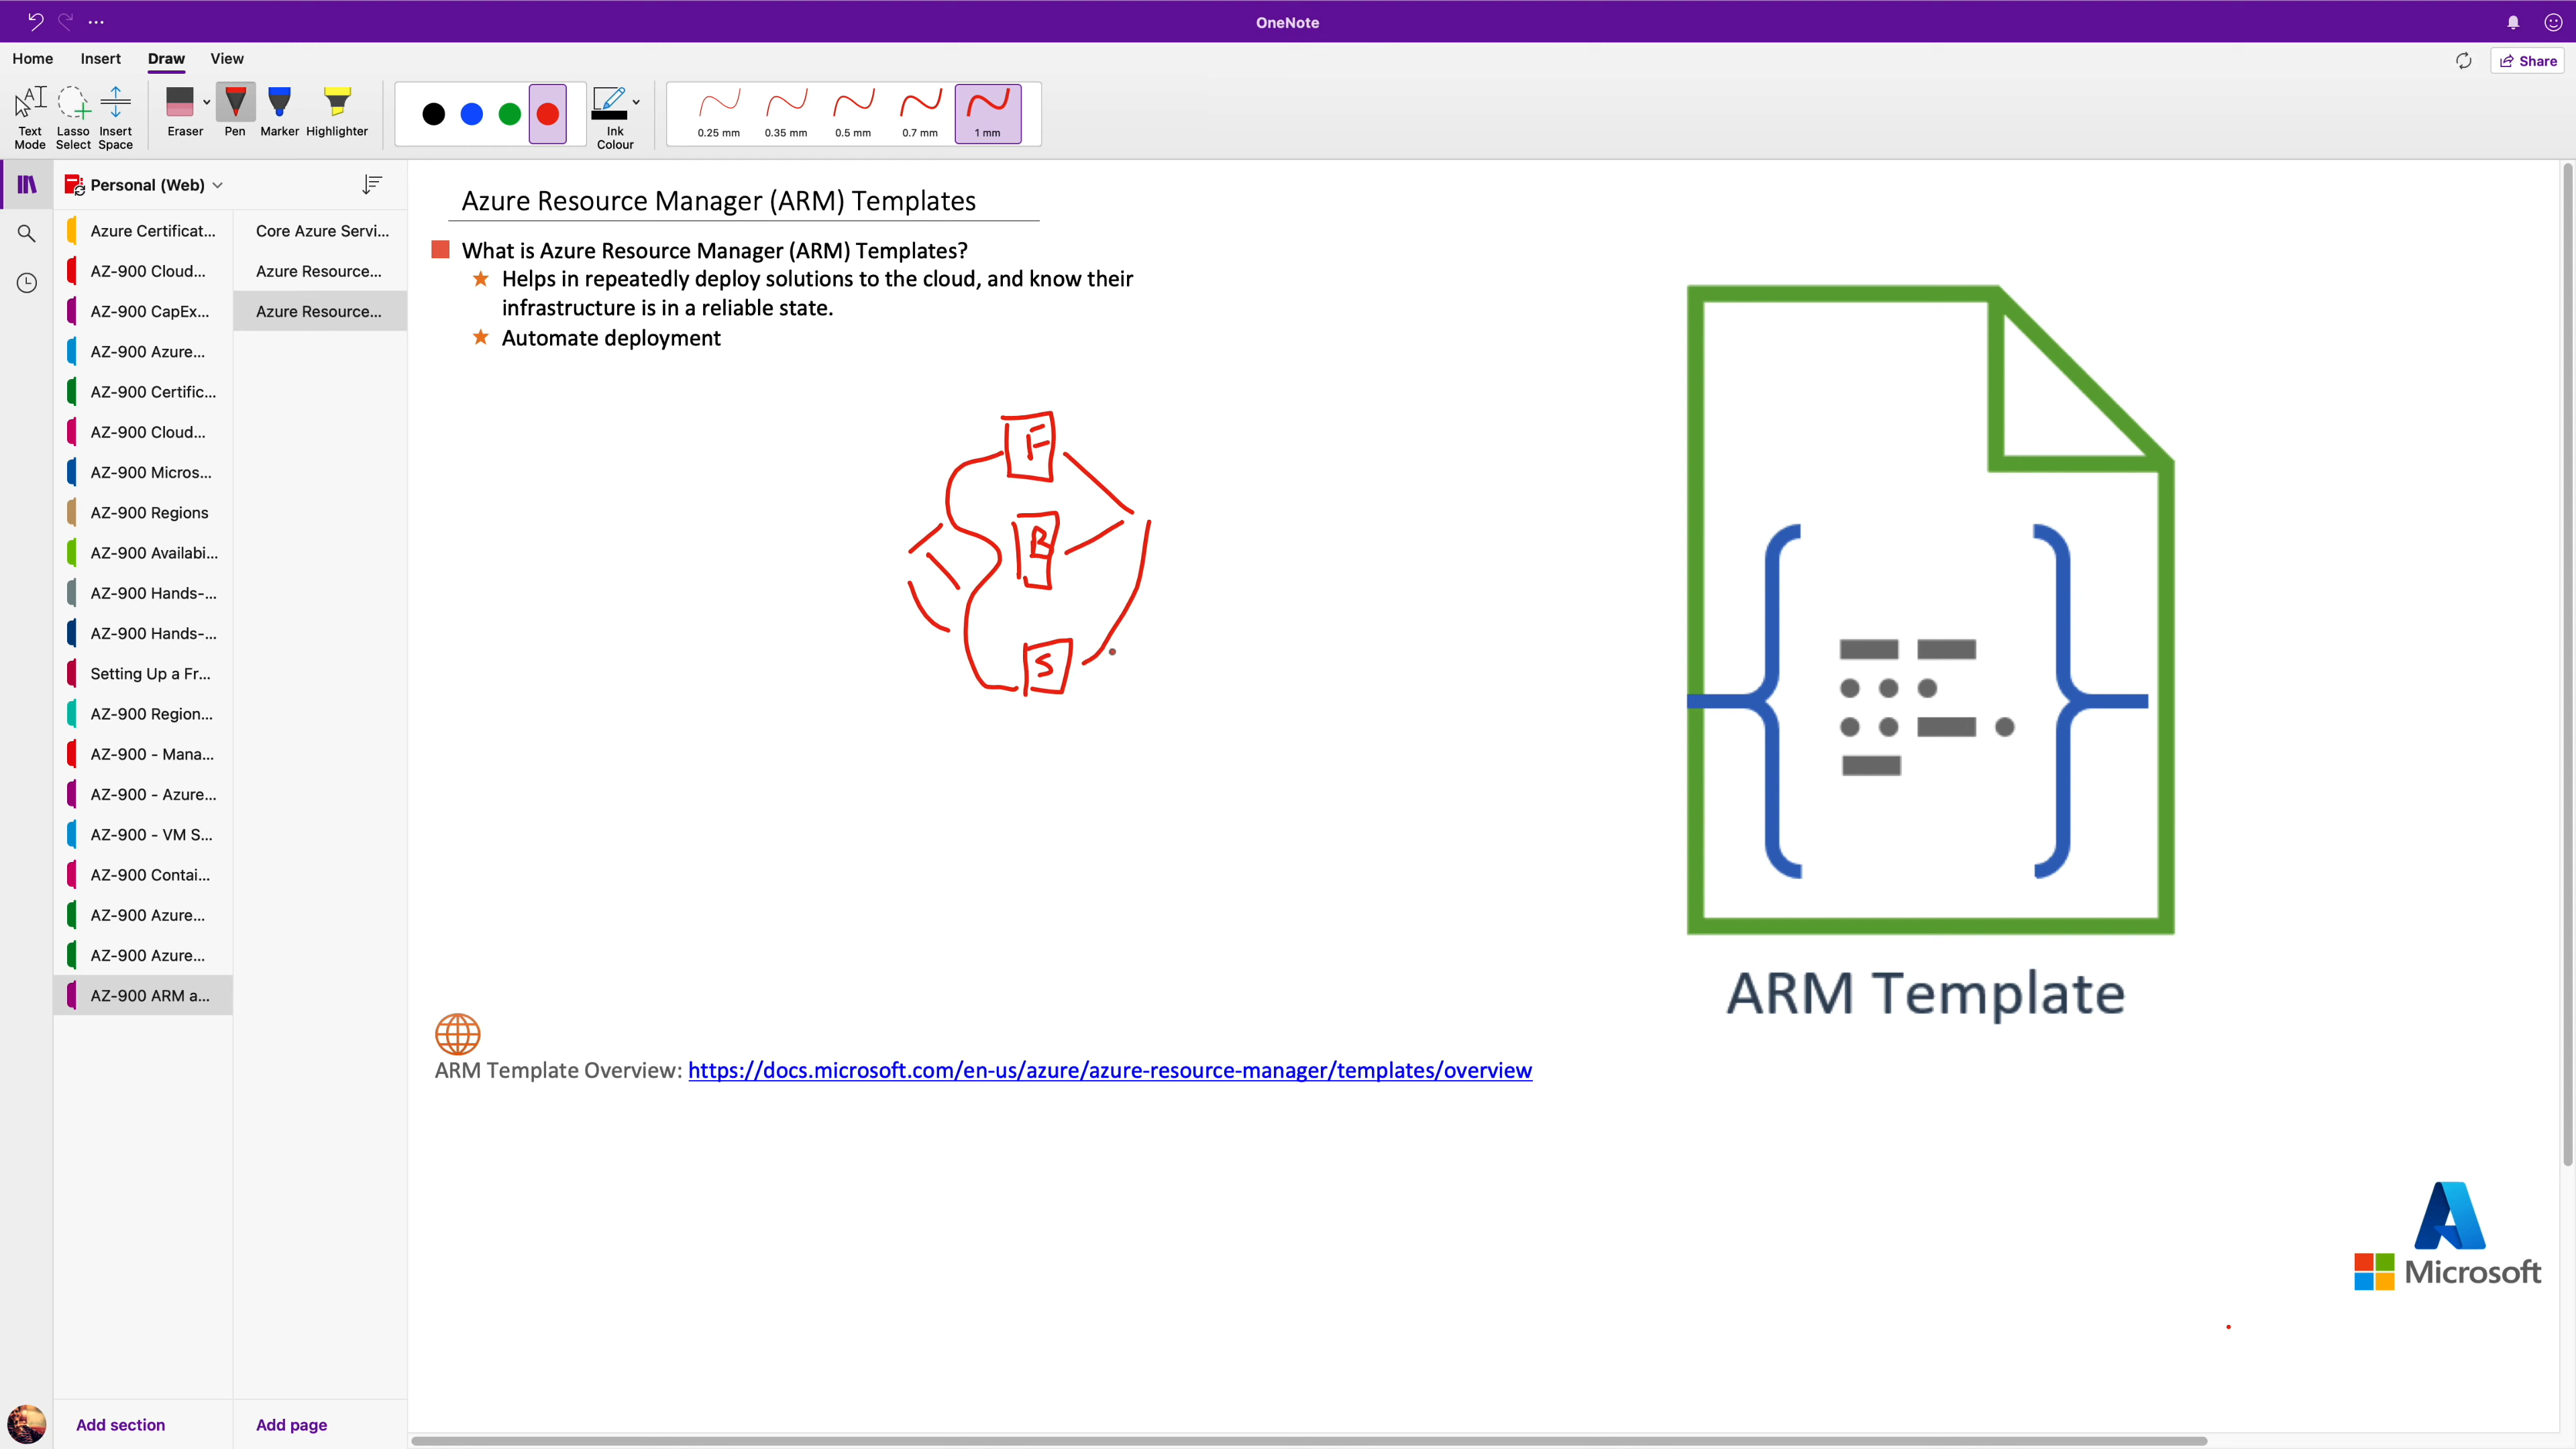 OneNote
Home Insert Draw View
Share
Text Mode
Lasso Select
Insert Space
Eraser
Pen
Marker
Highlighter
Ink Colour
0.25 mm
0.35 mm
0.5 mm
0.7 mm
1 mm
Personal (Web)
Azure Certificat...
AZ-900 Cloud...
AZ-900 CapEx...
AZ-900 Azure...
AZ-900 Certific...
AZ-900 Cloud...
AZ-900 Micros...
AZ-900 Regions
AZ-900 Availabi...
AZ-900 Hands-...
AZ-900 Hands-...
Setting Up a Fr...
AZ-900 Region...
AZ-900 - Mana...
AZ-900 - Azure...
AZ-900 - VM S...
AZ-900 Contai...
AZ-900 Azure...
AZ-900 Azure...
AZ-900 ARM a...
Add section
Core Azure Servi...
Azure Resource...
Azure Resource...
Add page
Azure Resource Manager (ARM) Templates
What is Azure Resource Manager (ARM) Templates?
Helps in repeatedly deploy solutions to the cloud, and know their
infrastructure is in a reliable state.
Automate deployment
F
B
S
ARM Template
ARM Template Overview: https://docs.microsoft.com/en-us/azure/azure-resource-manager/templates/overview
Microsoft